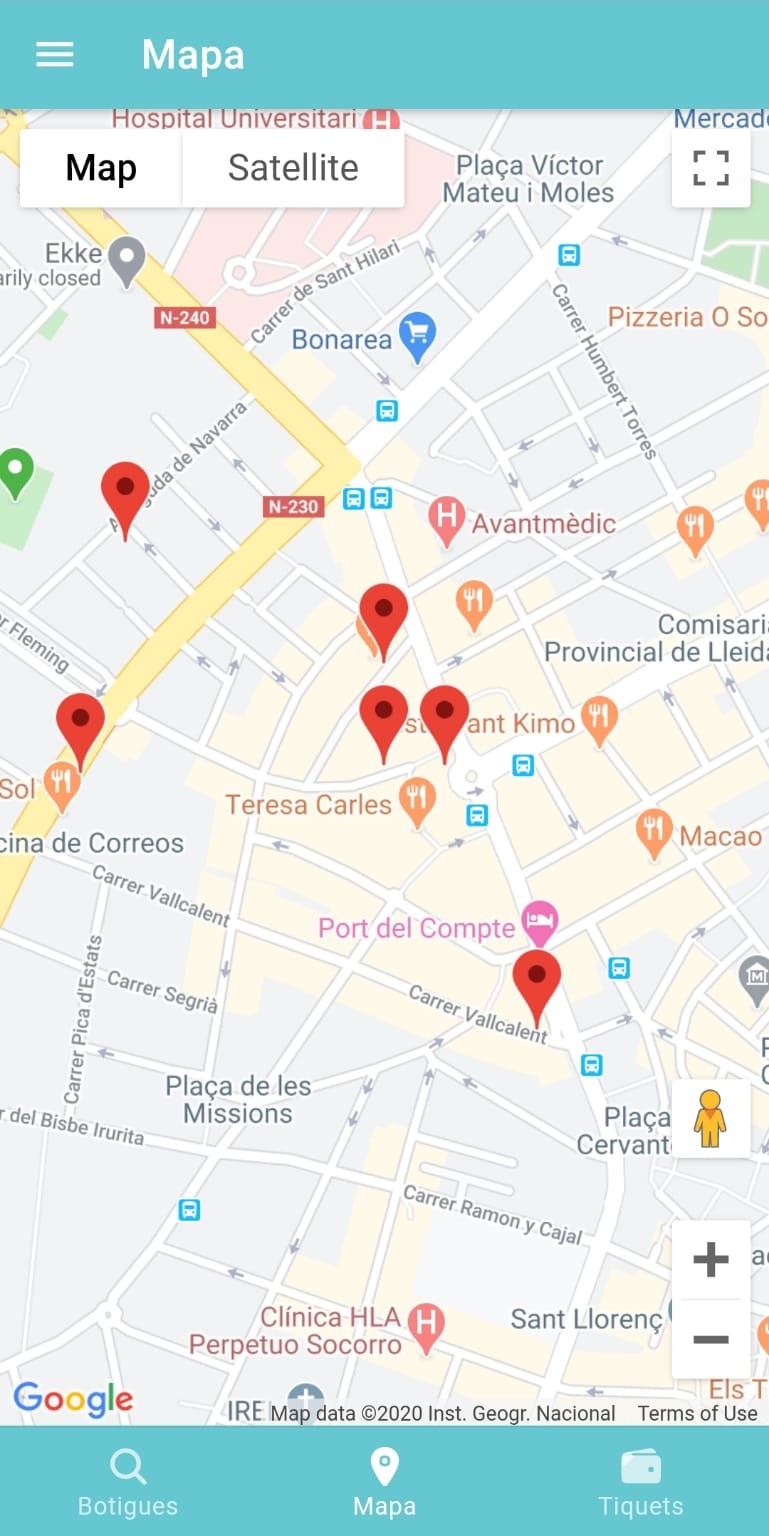 Mapa
Hospital Universitari
H
Mercad
Map
Satellite
Plaça Víctor
Mateu i Moles
Ekke
arily closed
Carrer de Sant Hilari
N-240
Bonarea
Carrer Humbert Torres
Pizzeria O So
da de Navarra
N-230
H
Avantmèdic
r Fleming
Comisari
Provincial de Lleida
ant Kimo
Sol
Teresa Carles
cina de Correos
Macao
Carrer Vallcalent
Port del Compte
Carrer Pica d'Estats
Carrer Segrià
Carrer Vallcalent
M
Plaça de les
Missions
r del Bisbe Irurita
Plaça
Cervant
Carrer Ramon y Cajal
Clínica HLA
Perpetuo Socorro
H
Sant Llorenç
Els T
Google
IRE
Map data ©2020 Inst. Geogr. Nacional
Terms of Use
Botigues
Mapa
Tiquets